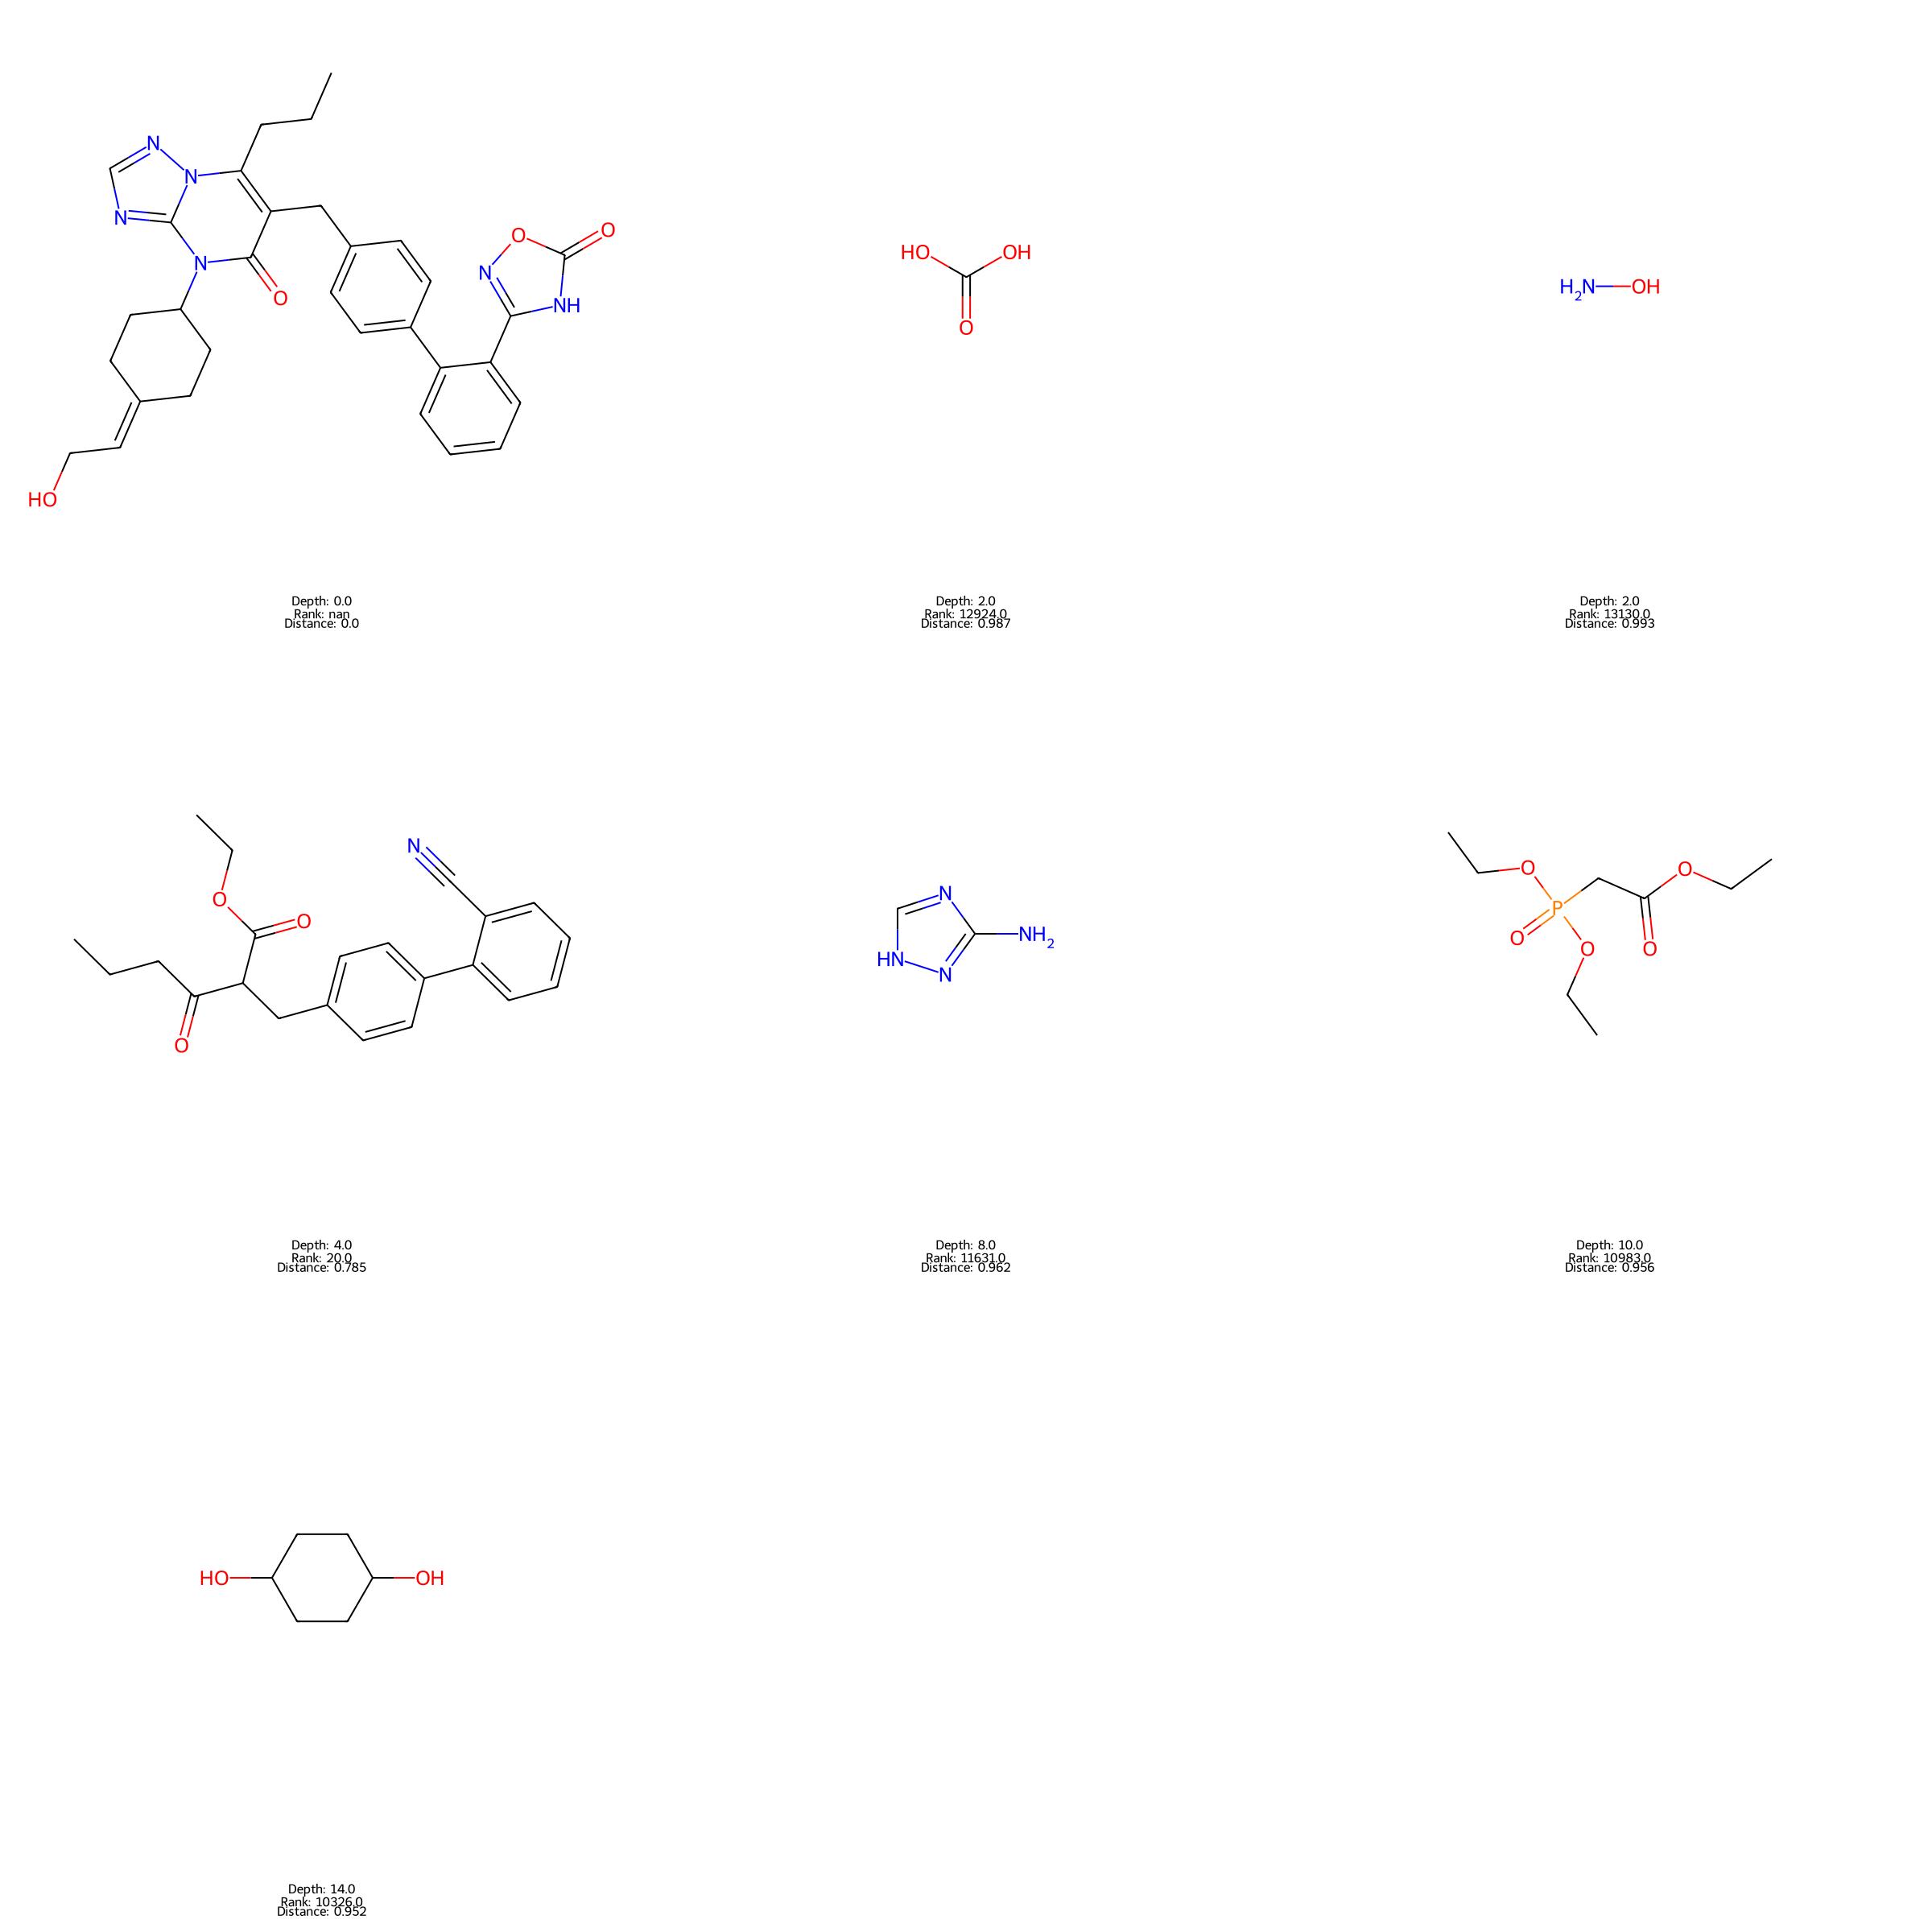 N
N
N
N
O
O
O
N
NH
HO
HO
OH
O
H2N
OH
Depth: 0.0
Rank: nan
Distance: 0.0
Depth: 2.0
Rank: 12924.0
Distance: 0.987
Depth: 2.0
Rank: 13130.0
Distance: 0.993
N
O
O
O
N
HN
N
NH2
O
P
O
O
O
O
Depth: 4.0
Rank: 20.0
Distance: 0.785
Depth: 8.0
Rank: 11631.0
Distance: 0.962
Depth: 10.0
Rank: 10983.0
Distance: 0.956
HO
OH
Depth: 14.0
Rank: 10326.0
Distance: 0.952